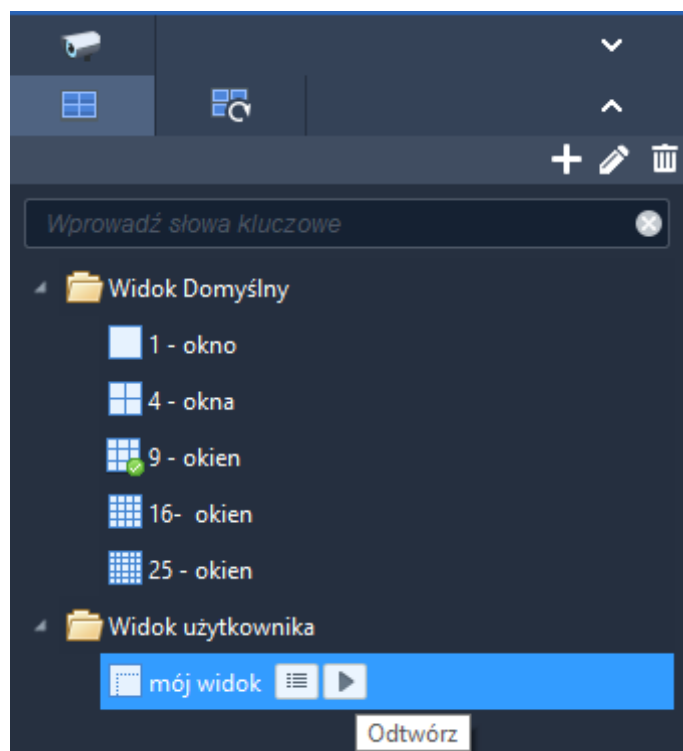 Wprowadź słowa kluczowe
Widok Domyślny
1 - okno
4 - okna
9 - okien
16-  okien
25 - okien
Widok użytkownika
mój widok
Odtwórz